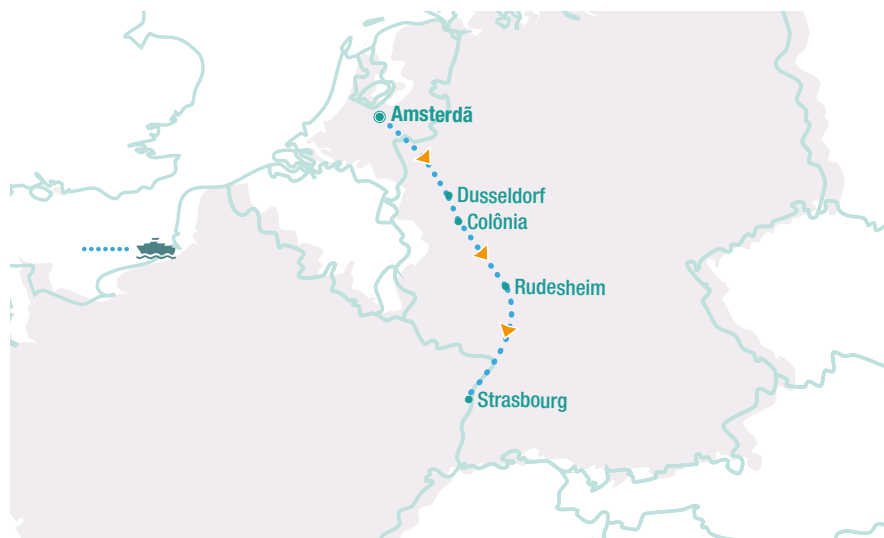 Amsterdã
Dusseldorf
Colônia
Rudesheim
Strasbourg